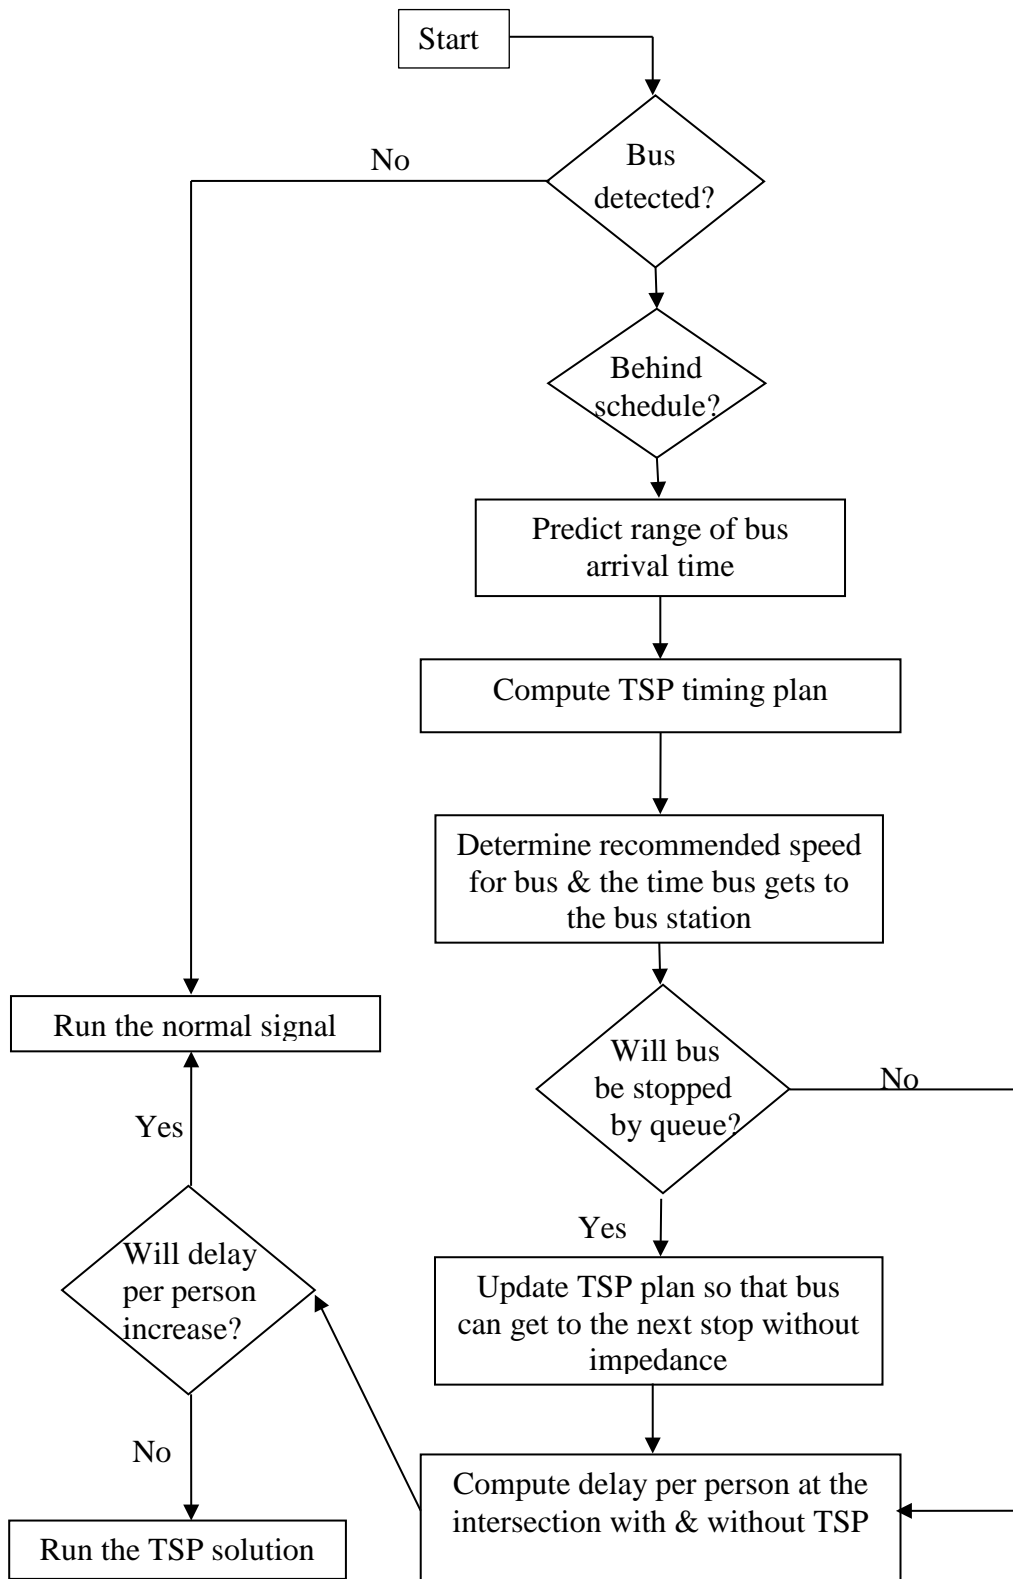 Start
No
Bus
detected?
Behind
schedule?
Predict range of bus
arrival time
Compute TSP timing plan
Determine recommended speed
for bus & the time bus gets to
the bus station
Run the normal signal
Will bus
be stopped
by queue?
No
Yes
Yes
Will delay
per person
increase?
Update TSP plan so that bus
can get to the next stop without
impedance
No
Compute delay per person at the
intersection with & without TSP
Run the TSP solution